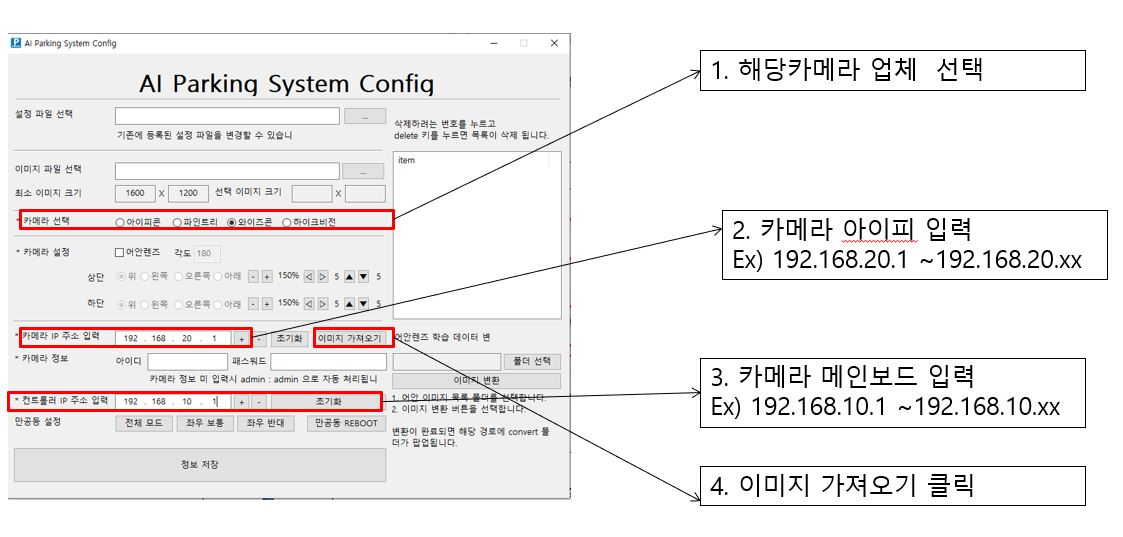 AI Parking System Config
AI Parking System Config
설정 파일 선택
...
기존에 등록된 설정 파일을 변경할 수 있습니
삭제하려는 번호를 누르고
delete 키를 누르면 목록이 삭제 됩니다.
item
이미지 파일 선택
...
최소 이미지 크기 1600 X 1200 선택 이미지 크기 X
* 카메라 선택 아이피콘 파인트리 와이즈콘 하이크비전
* 카메라 설정 어안렌즈 각도 180
상단 위 왼쪽 오른쪽 아래 - + 150% ◁ ▷ 5 ▲ ▼ 5
하단 위 왼쪽 오른쪽 아래 - + 150% ◁ ▷ 5 ▲ ▼ 5
* 카메라 IP 주소 입력 192 . 168 . 20 . 1 + - 초기화 이미지 가져오기
어안렌즈 학습 데이터 변
* 카메라 정보 아이디 패스워드
폴더 선택
카메라 정보 미 입력시 admin : admin 으로 자동 처리됩니
이미지 변환
* 컨트롤러 IP 주소 입력 192 . 168 . 10 . 1 + - 초기화
1. 어안 이미지 목록 폴더를 선택합니다.
2. 이미지 변환 버튼을 선택합니다.
만공등 설정 전체 모드 좌우 보통 좌우 반대 만공등 REBOOT
변환이 완료되면 해당 경로에 convert 폴
더가 팝업됩니다.
정보 저장
1. 해당카메라 업체 선택
2. 카메라 아이피 입력
Ex) 192.168.20.1 ~192.168.20.xx
3. 카메라 메인보드 입력
Ex) 192.168.10.1 ~192.168.10.xx
4. 이미지 가져오기 클릭